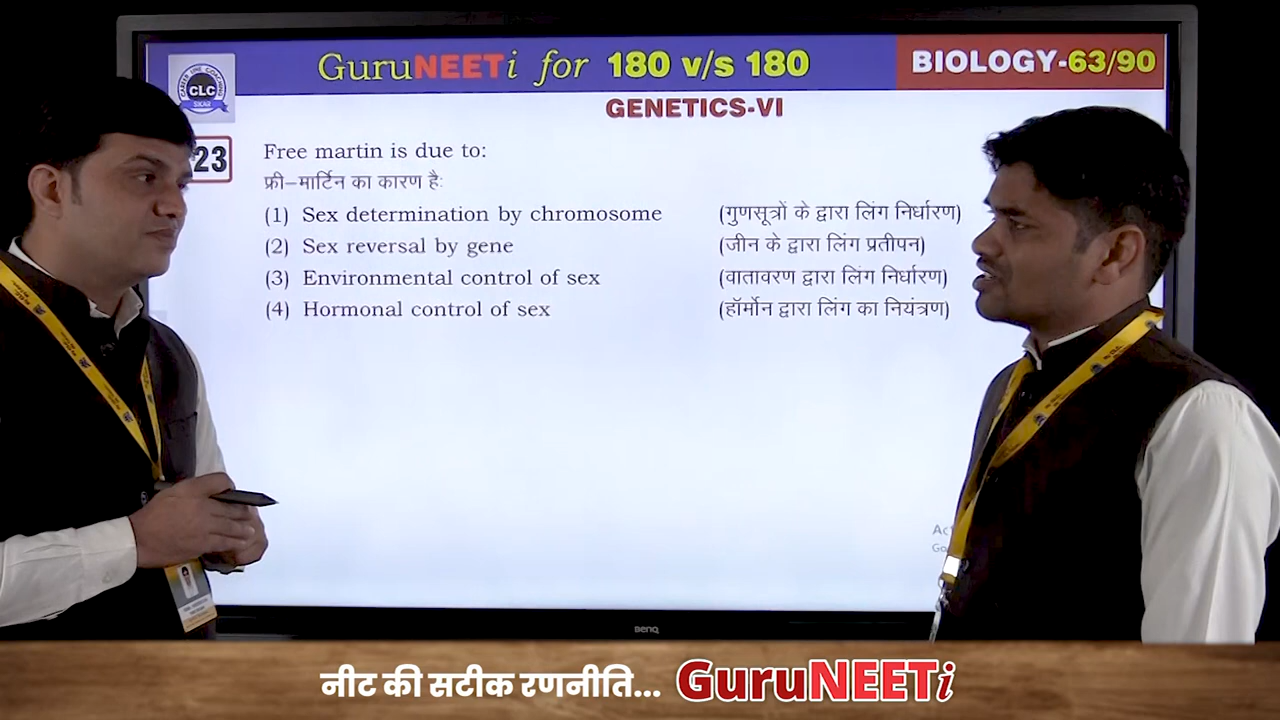 GuruNEETi for 180 v/s 180
BIOLOGY-63/90
CLC
SIKAR
GENETICS-VI
23
Free martin is due to:
फ्री–मार्टिन का कारण है:
(1) Sex determination by chromosome (गुणसूत्रों के द्वारा लिंग निर्धारण)
(2) Sex reversal by gene (जीन के द्वारा लिंग प्रतीपन)
(3) Environmental control of sex (वातावरण द्वारा लिंग निर्धारण)
(4) Hormonal control of sex (हॉर्मोन द्वारा लिंग का नियंत्रण)
BenQ
नीट की सटीक रणनीति... GuruNEETi